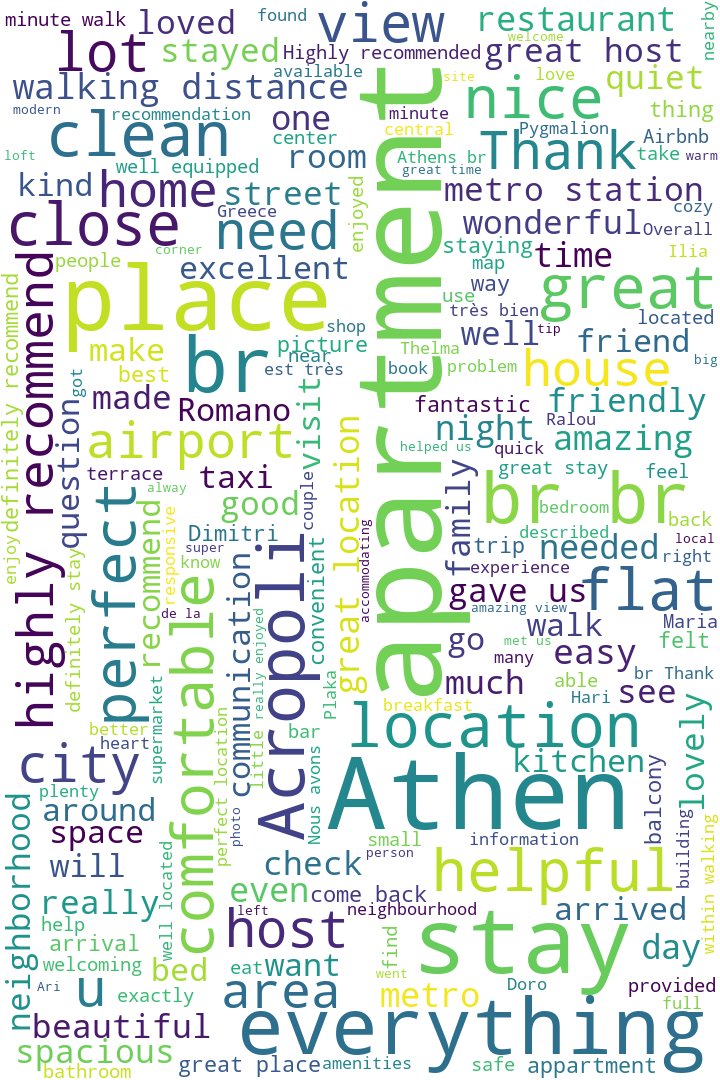 minute walk
loved
found
view
restaurant
nearby
lot
stayed
Highly recommended
welcome
great host
walking distance
available
site
love
quiet
modern
clean
recommendation
one
minute
nice
thing
center
central
Pygmalion
Airbnb
loft
well equipped
room
Athens br
Thank
take
warm
great time
kind
home
street
metro station
cozy
close
Greece
need
enjoyed
apartment
wonderful
Overall
corner
people
excellent
staying
time
Ilia
map
place
way
use
great
shop
très bien
located
make
picture
well
tip
friend
near
Thelma
best
br
est très
book
problem
house
big
definitely recommend
highly recommend
question
got
made
Romano
visit
fantastic
friendly
Ralou
night
airport
great location
helped us
quick
amazing
terrace
taxi
couple
family
great stay
feel
alway
good
br br
bedroom
back
perfect
recommend
responsive
Dimitri
accommodating
described
local
super
trip
needed
right
enjoy
know
Acropoli
convenient
experience
comfortable
communication
gave us
flat
de la
amazing view
definitely stay
little really enjoyed
go
walk
Maria
met us
felt
many
easy
br Thank
Plaka
much
able
Hari
see
breakfast
better
bar
location
lovely
heart
supermarket
perfect location
city
photo
Nous avons
Athen
kitchen
balcony
plenty
around
neighborhood
space
small
information
building
will
well located
check
person
helpful
within walking
really
even
come back
help
left
neighbourhood
arrived
arrival
host
stay
find
welcoming
bed
eat
want
went
day
Ari
u
exactly
area
metro
Doro
provided
full
beautiful
everything
spacious
bathroom
great place
amenities
safe
appartment